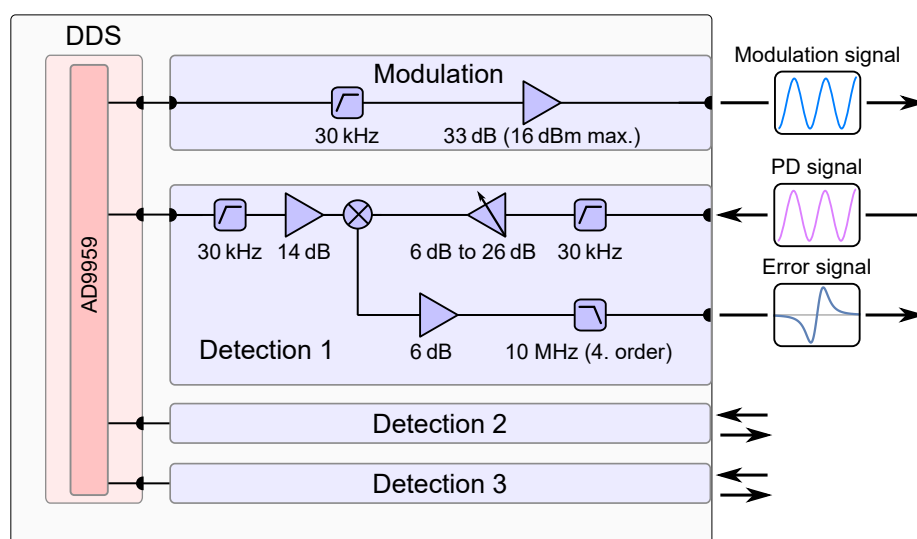 DDS
AD9959
Modulation
30 kHz
33 dB (16 dBm max.)
Modulation signal
PD signal
30 kHz
14 dB
6 dB to 26 dB
30 kHz
Error signal
Detection 1
6 dB
10 MHz (4. order)
Detection 2
Detection 3